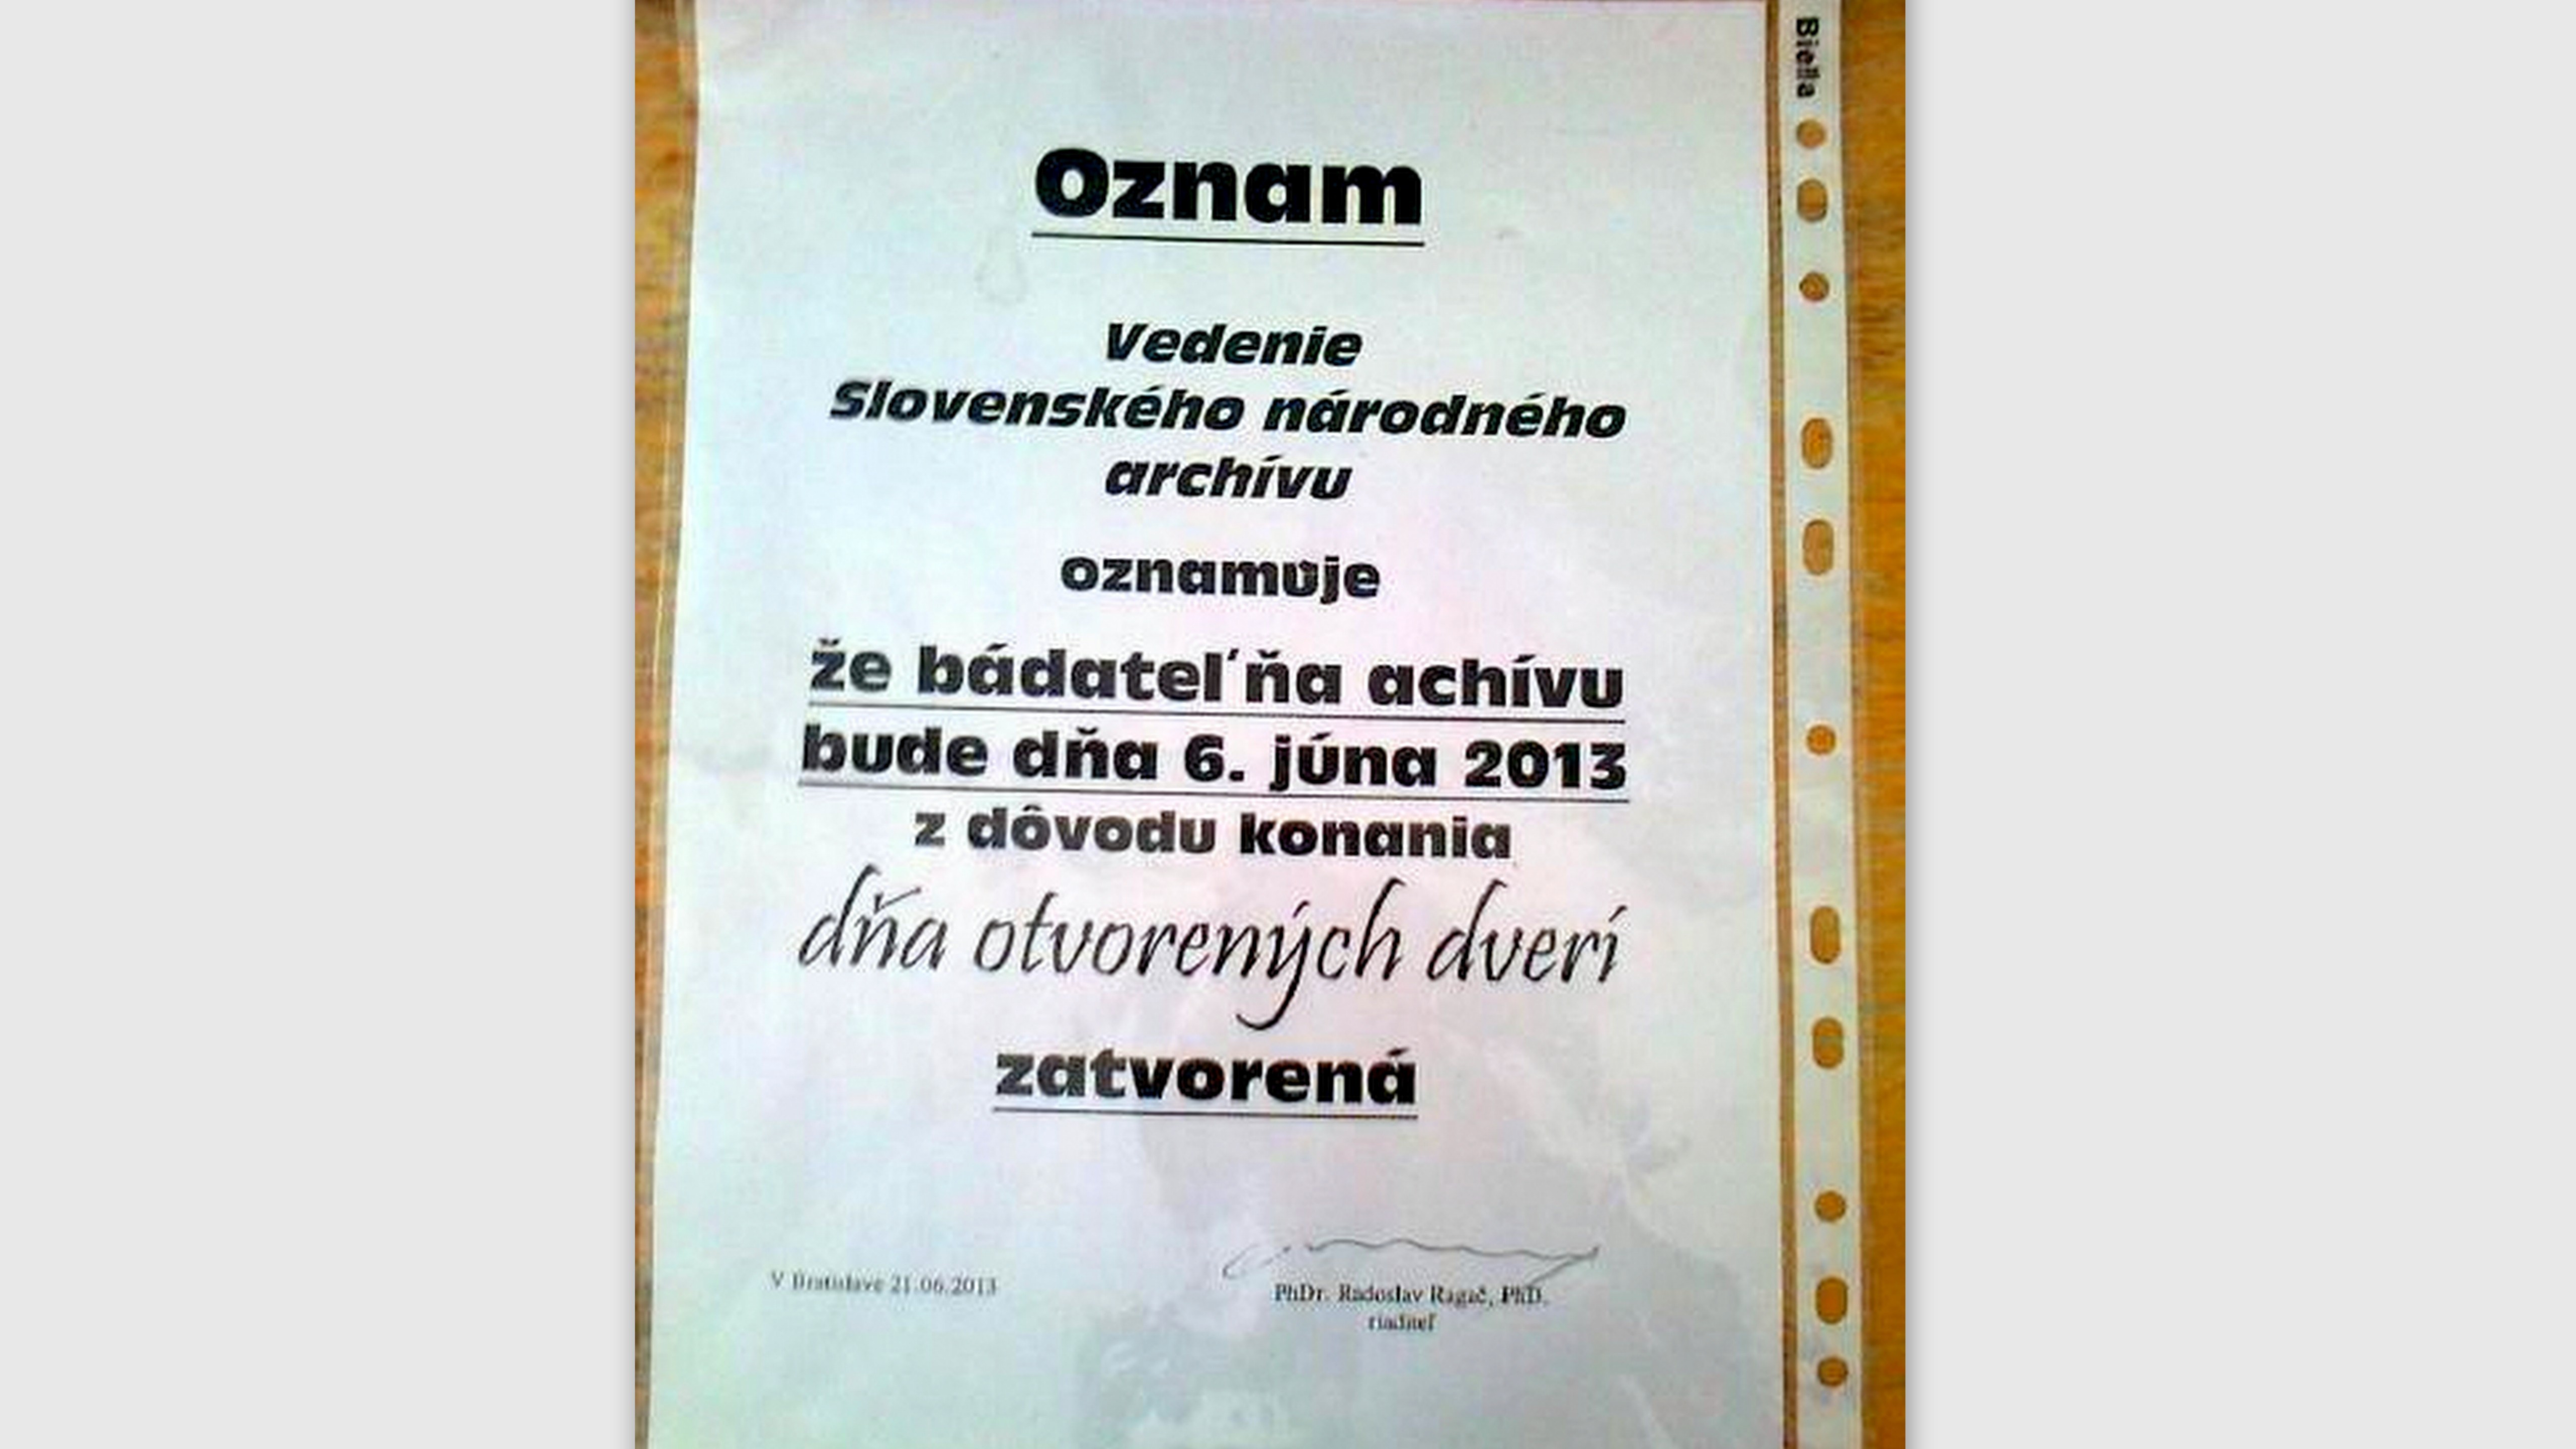 Biella
Oznam
Vedenie
Slovenského národného
archívu
oznamuje
že bádateľňa achívu
bude dňa 6. júna 2013
z dôvodu konania
dňa otvorených dverí
zatvorená
V Bratislave 21.06.2013
PhDr. Radoslav Ragač, PhD.
riaditeľ